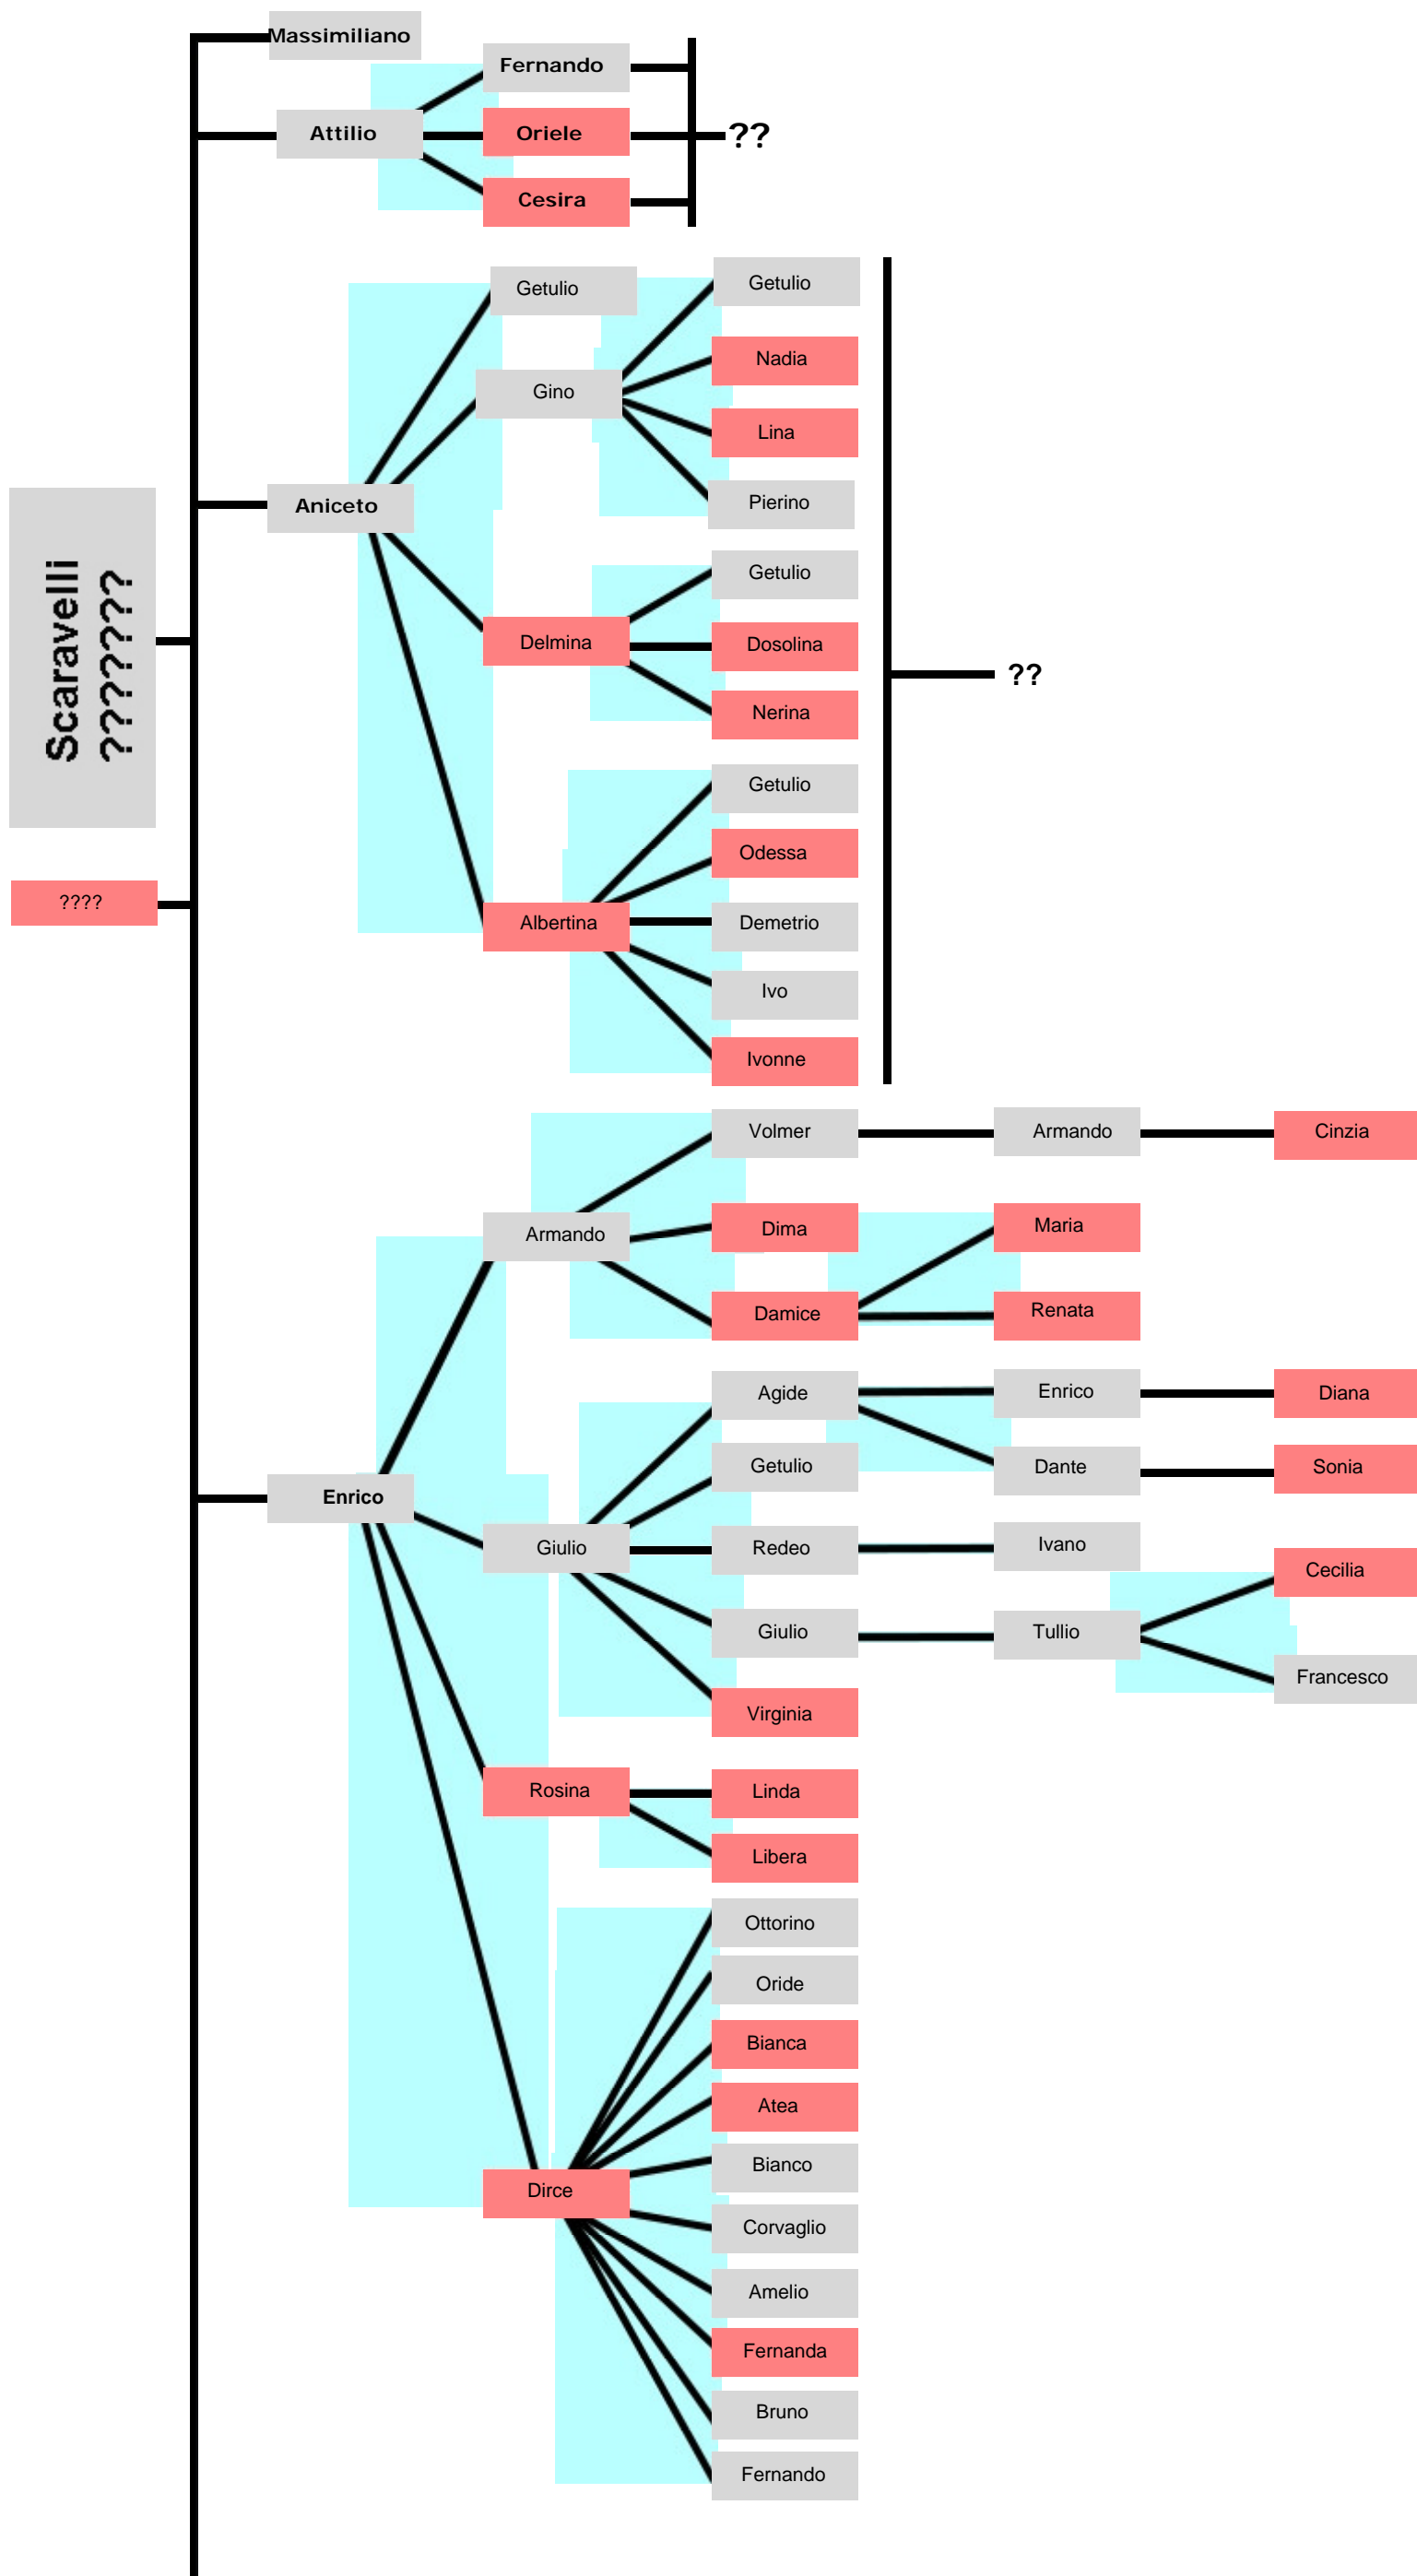 Massimiliano
Fernando
Attilio
Oriele
??
Cesira
Getulio
Getulio
Nadia
Gino
Lina
Pierino
Aniceto
Getulio
Delmina
Dosolina
Nerina
??
Scaravelli
???????
Getulio
Odessa
????
Albertina
Demetrio
Ivo
Ivonne
Volmer
Armando
Cinzia
Armando
Dima
Maria
Damice
Renata
Agide
Enrico
Diana
Getulio
Dante
Sonia
Enrico
Giulio
Redeo
Ivano
Cecilia
Giulio
Tullio
Francesco
Virginia
Rosina
Linda
Libera
Ottorino
Oride
Bianca
Atea
Bianco
Dirce
Corvaglio
Amelio
Fernanda
Bruno
Fernando